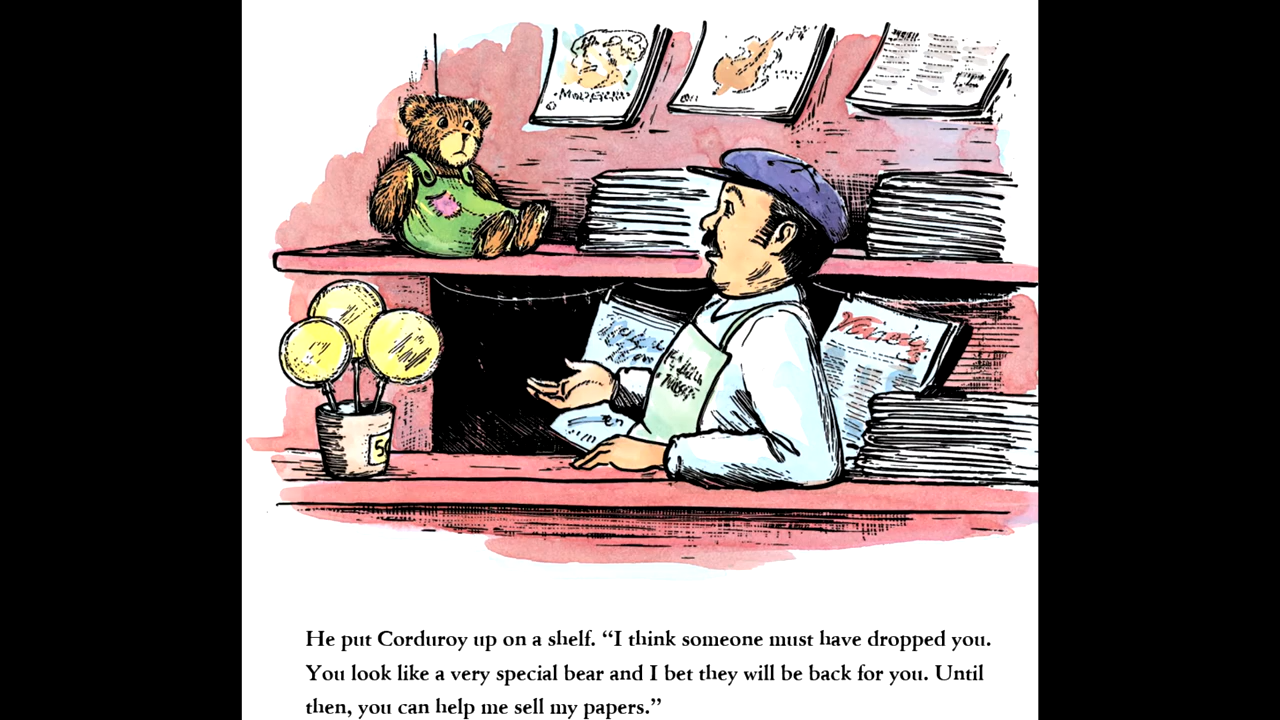 He put Corduroy up on a shelf. “I think someone must have dropped you.
You look like a very special bear and I bet they will be back for you. Until
then, you can help me sell my papers.”